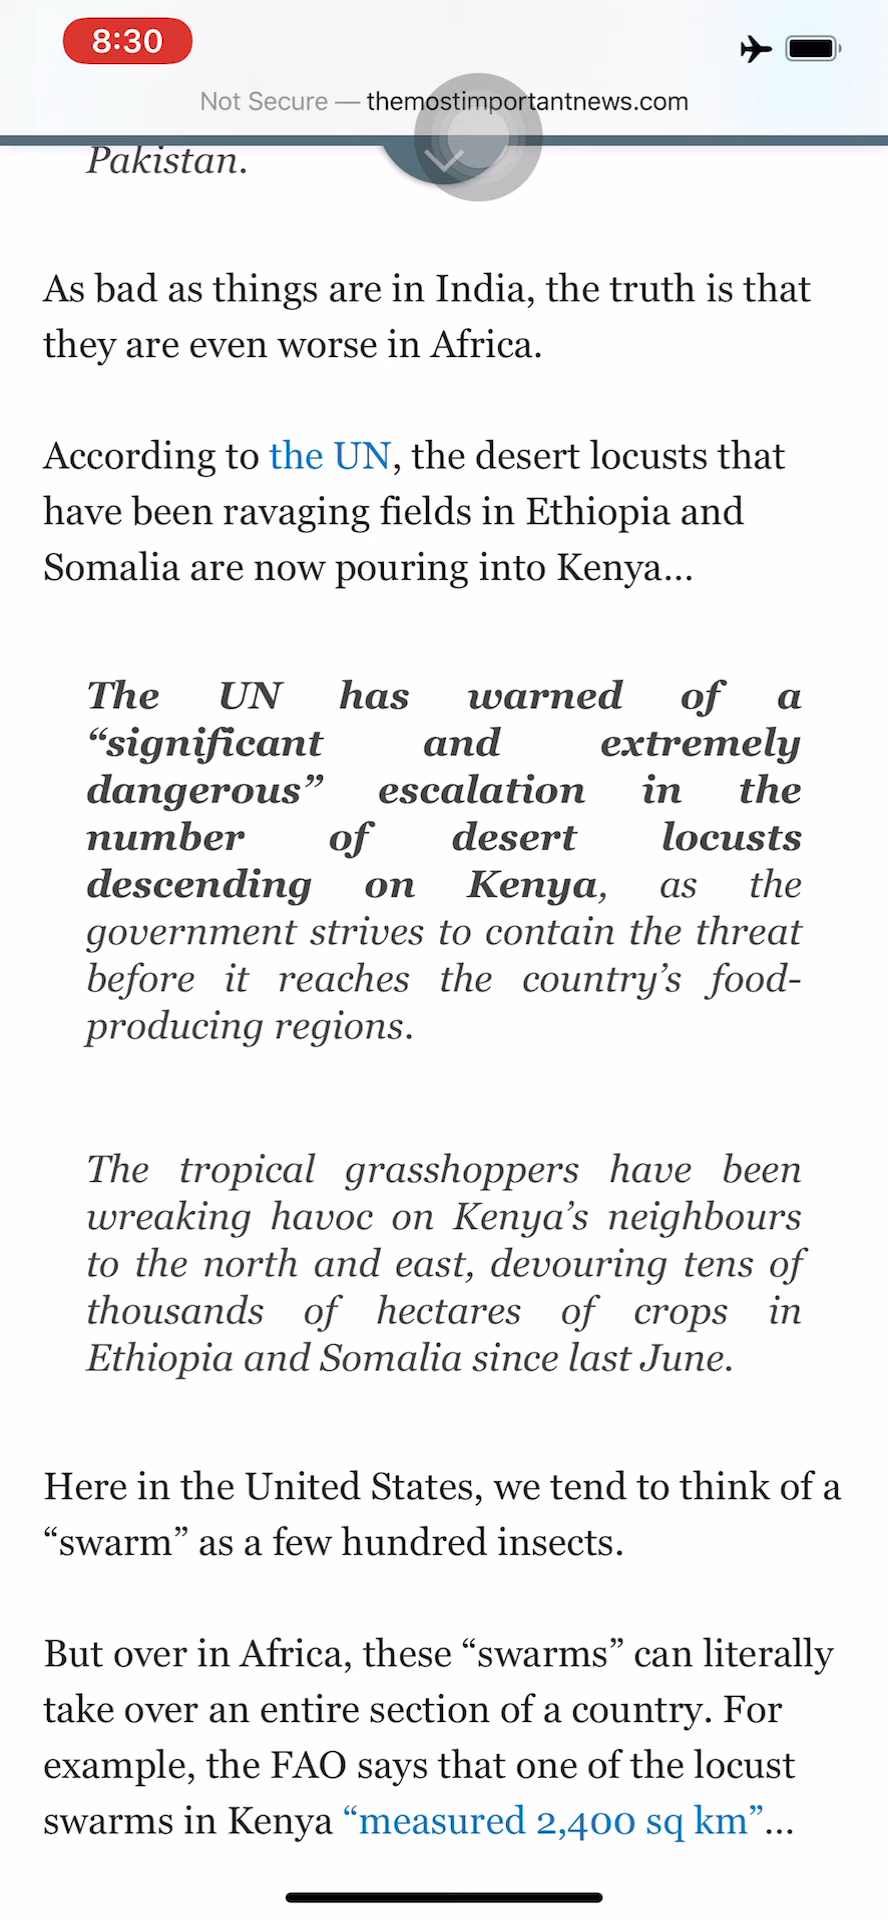 8:30
Not Secure — themostimportantnews.com
Pakistan.
As bad as things are in India, the truth is that
they are even worse in Africa.
According to the UN, the desert locusts that
have been ravaging fields in Ethiopia and
Somalia are now pouring into Kenya...
The UN has warned of a
“significant and extremely
dangerous” escalation in the
number of desert locusts
descending on Kenya, as the
government strives to contain the threat
before it reaches the country’s food-
producing regions.
The tropical grasshoppers have been
wreaking havoc on Kenya’s neighbours
to the north and east, devouring tens of
thousands of hectares of crops in
Ethiopia and Somalia since last June.
Here in the United States, we tend to think of a
“swarm” as a few hundred insects.
But over in Africa, these “swarms” can literally
take over an entire section of a country. For
example, the FAO says that one of the locust
swarms in Kenya “measured 2,400 sq km”...